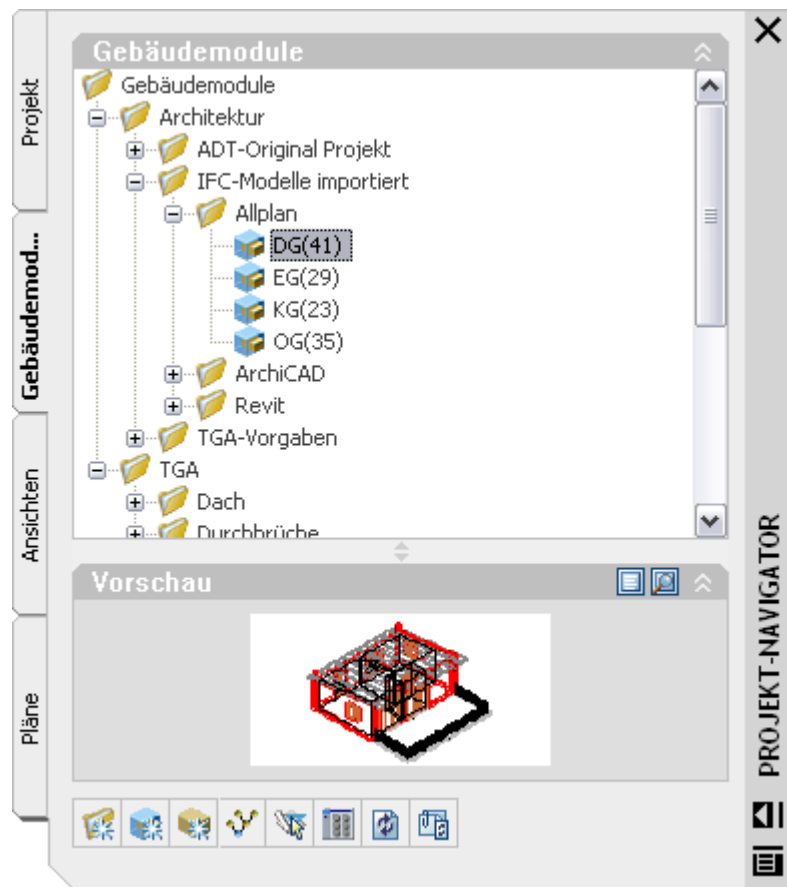 Projekt
Gebäudemod...
Ansichten
Pläne
Gebäudemodule
Gebäudemodule
Architektur
ADT-Original Projekt
IFC-Modelle importiert
Allplan
DG(41)
EG(29)
KG(23)
OG(35)
ArchiCAD
Revit
TGA-Vorgaben
TGA
Dach
Durchbrüche
Vorschau
PROJEKT-NAVIGATOR